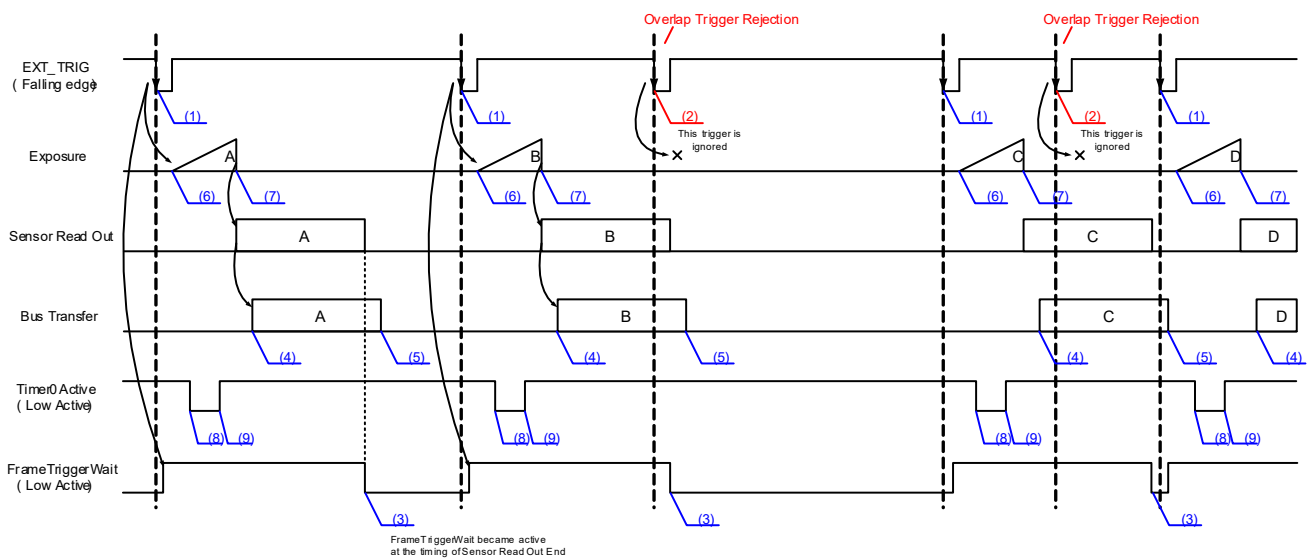 Overlap Trigger Rejection
Overlap Trigger Rejection
EXT_TRIG
( Falling edge)
(1)
(1)
(2)
(1)
(2)
(1)
This trigger is
ignored
This trigger is
ignored
Exposure
A
B
C
D
(6)
(7)
(6)
(7)
(6)
(7)
(6)
(7)
Sensor Read Out
A
B
C
D
Bus Transfer
A
B
C
D
(4)
(5)
(4)
(5)
(4)
(5)
(4)
Timer0 Active
( Low Active)
(8)
(9)
(8)
(9)
(8)
(9)
(8)
(9)
FrameTriggerWait
( Low Active)
(3)
(3)
(3)
FrameTriggerWait became active
at the timing of Sensor Read Out End